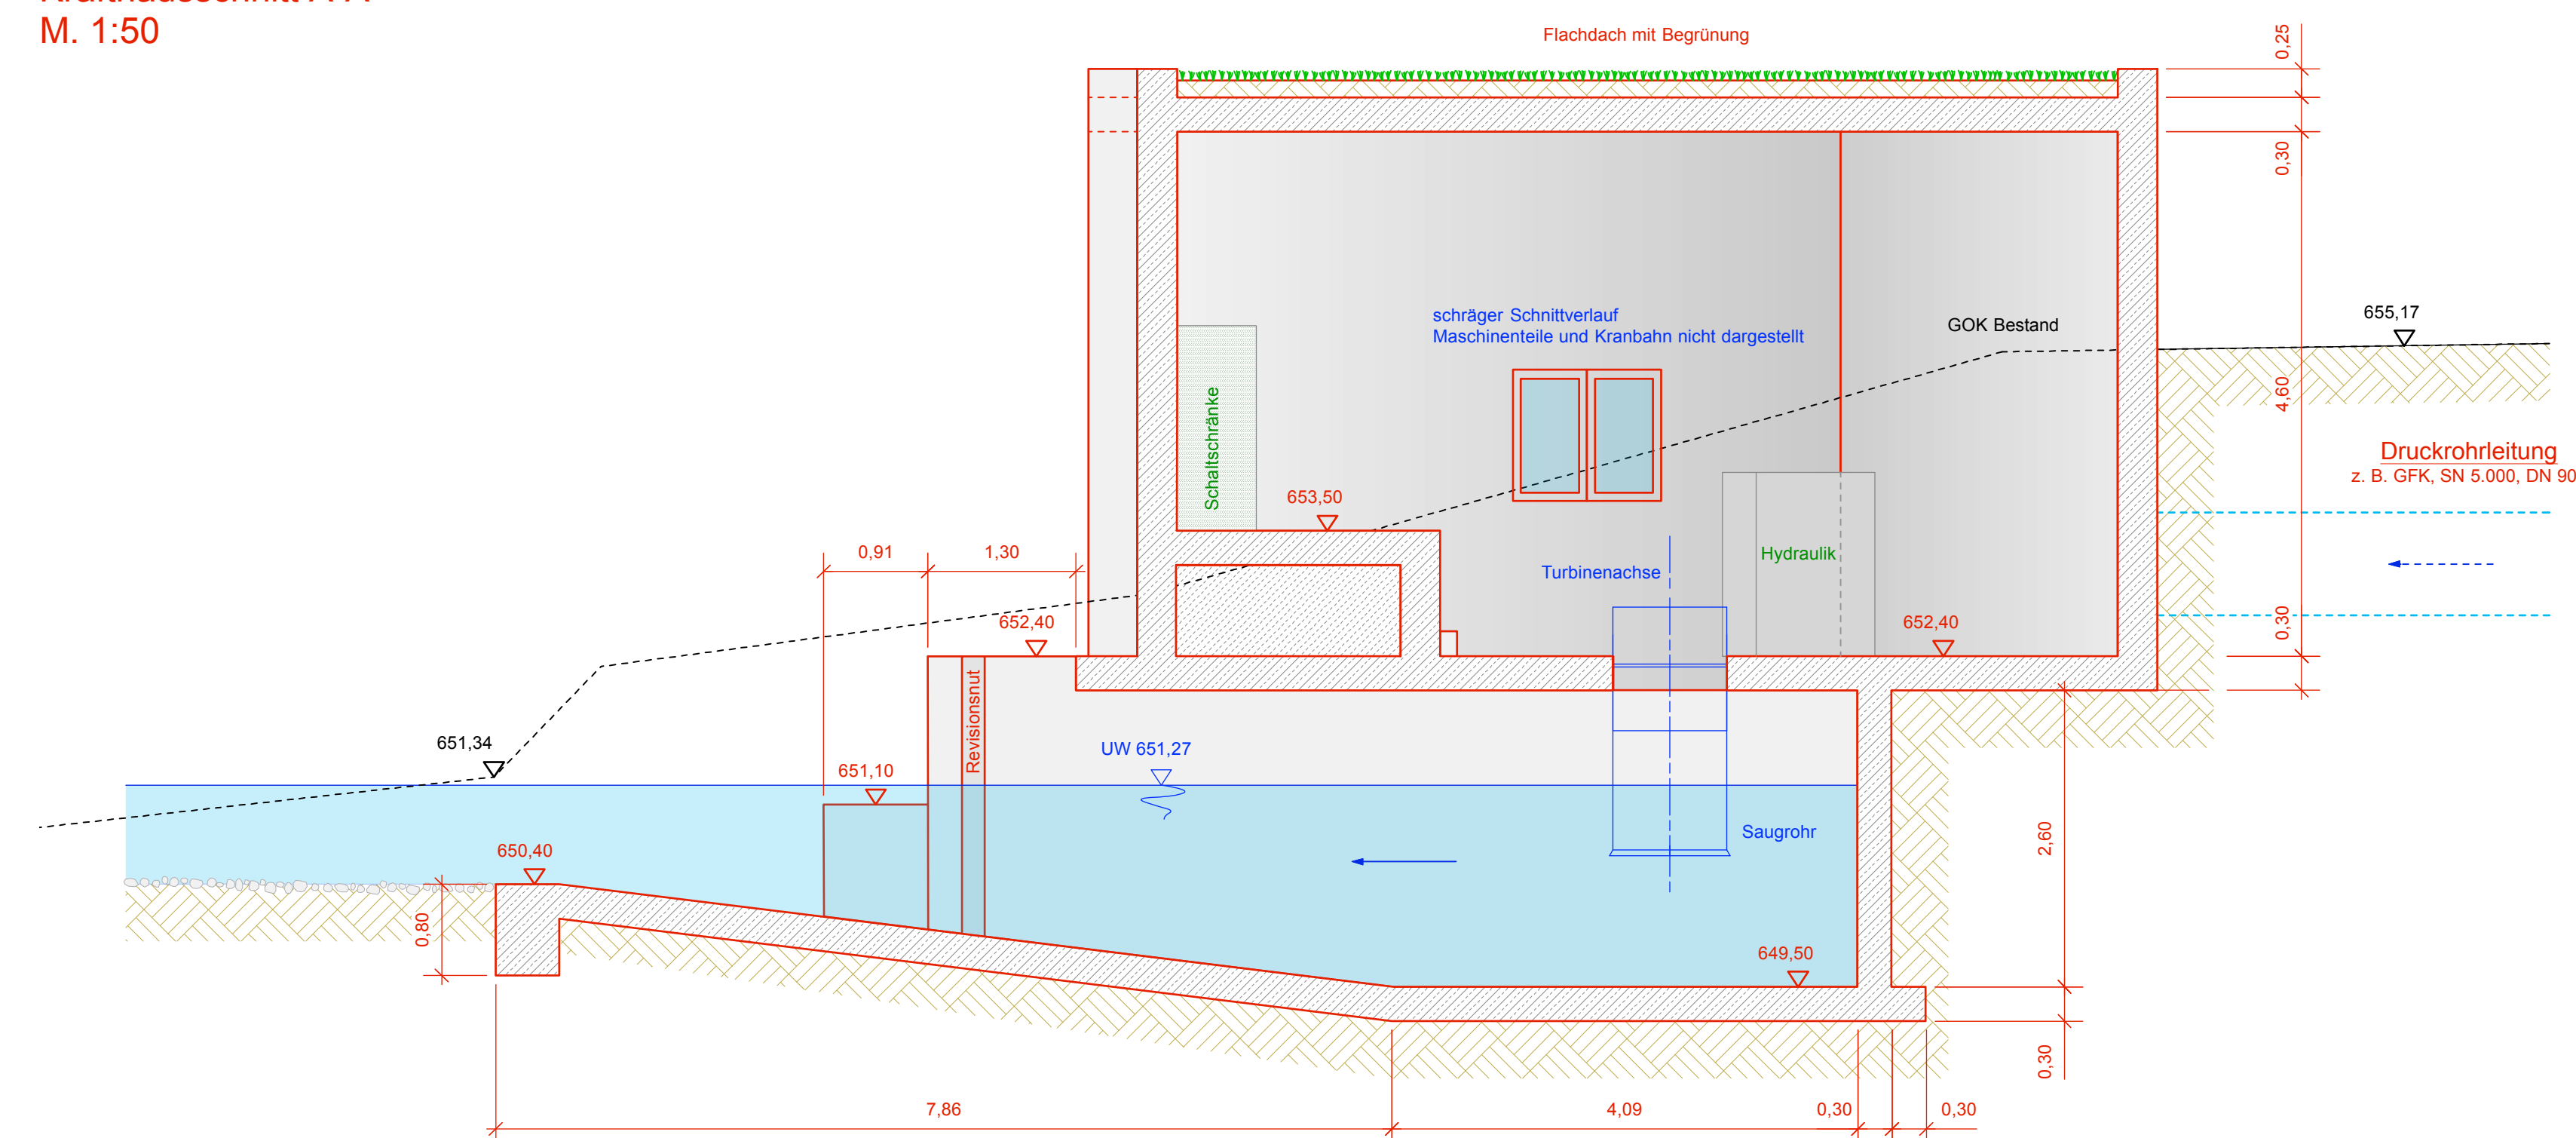 M. 1:50
Flachdach mit Begrünung
0,25
0,30
schräger Schnittverlauf
Maschinenteile und Kranbahn nicht dargestellt
GOK Bestand
655,17
4,60
Schaltschränke
Druckrohrleitung
z. B. GFK, SN 5.000, DN 90
653,50
0,91
1,30
Turbinenachse
Hydraulik
652,40
652,40
0,30
Revisionsnut
651,34
UW 651,27
651,10
Saugrohr
2,60
650,40
0,80
649,50
0,30
7,86
4,09
0,30
0,30